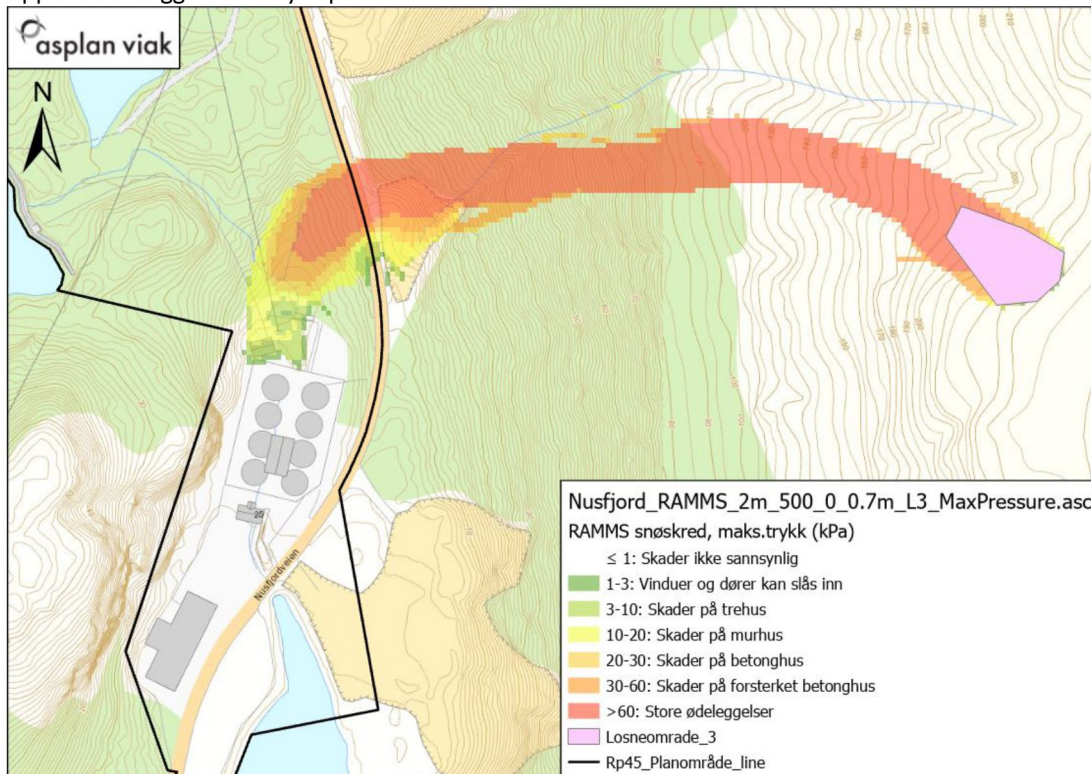 asplan viak
N
Nusfjordveien
25
Nusfjord_RAMMS_2m_500_0_0.7m_L3_MaxPressure.asc
RAMMS snøskred, maks.trykk (kPa)
≤ 1: Skader ikke sannsynlig
1-3: Vinduer og dører kan slås inn
3-10: Skader på trehus
10-20: Skader på murhus
20-30: Skader på betonghus
30-60: Skader på forsterket betonghus
>60: Store ødeleggelser
Losneomrade_3
Rp45_Planområde_line